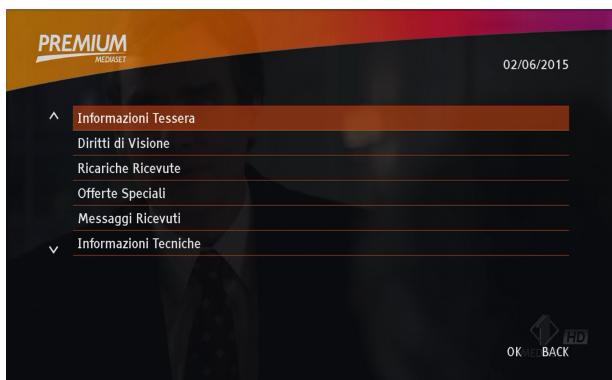 PREMIUM
MEDIASET
02/06/2015
Informazioni Tessera
Diritti di Visione
Ricariche Ricevute
Offerte Speciali
Messaggi Ricevuti
Informazioni Tecniche
HD
OK BACK